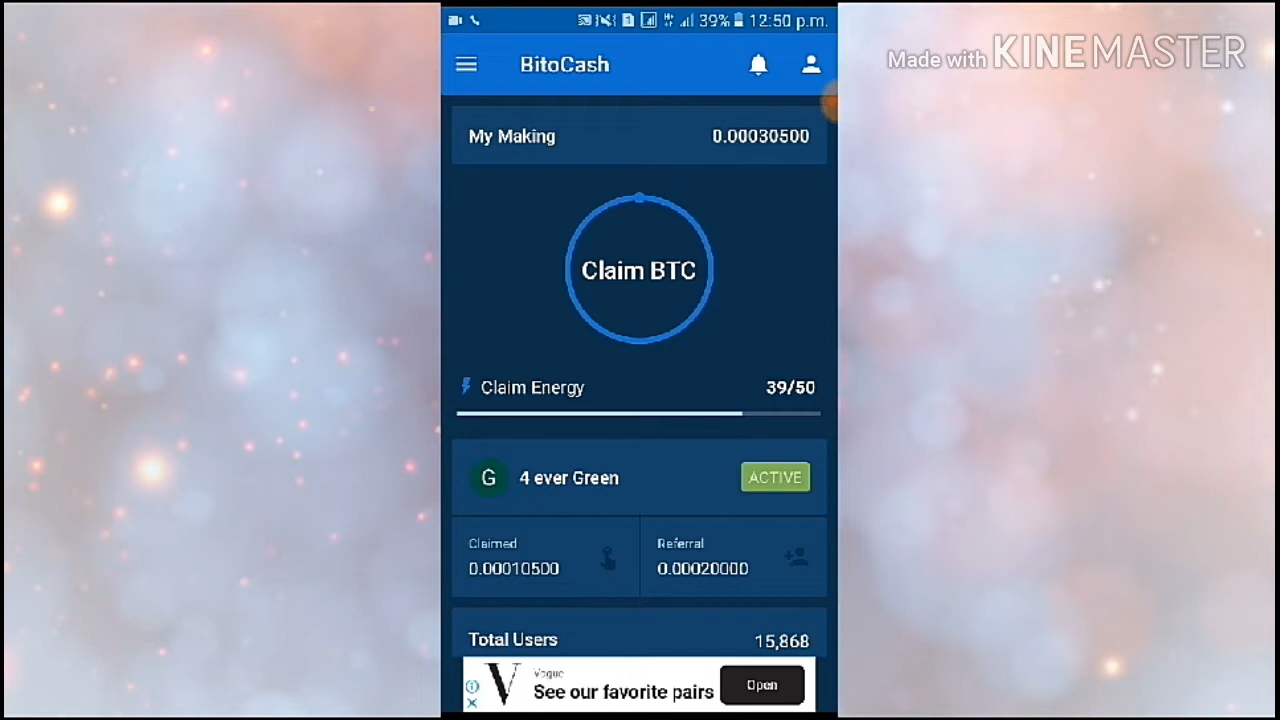 39% 12:50 p.m.
BitoCash
Made with KINEMASTER
My Making 0.00030500
Claim BTC
Claim Energy 39/50
G 4 ever Green ACTIVE
Claimed Referral
0.00010500 0.00020000
Total Users 15,868
Vogue
See our favorite pairs Open